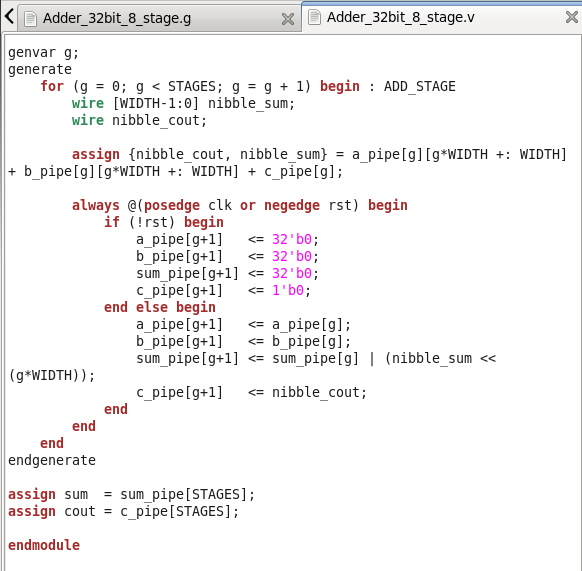 Adder_32bit_8_stage.g
Adder_32bit_8_stage.v
genvar g;
generate
    for (g = 0; g < STAGES; g = g + 1) begin : ADD_STAGE
        wire [WIDTH-1:0] nibble_sum;
        wire nibble_cout;

        assign {nibble_cout, nibble_sum} = a_pipe[g][g*WIDTH +: WIDTH]
+ b_pipe[g][g*WIDTH +: WIDTH] + c_pipe[g];

        always @(posedge clk or negedge rst) begin
            if (!rst) begin
                a_pipe[g+1]   <= 32'b0;
                b_pipe[g+1]   <= 32'b0;
                sum_pipe[g+1] <= 32'b0;
                c_pipe[g+1]   <= 1'b0;
            end else begin
                a_pipe[g+1]   <= a_pipe[g];
                b_pipe[g+1]   <= b_pipe[g];
                sum_pipe[g+1] <= sum_pipe[g] | (nibble_sum <<
(g*WIDTH));
                c_pipe[g+1]   <= nibble_cout;
            end
        end
    end
endgenerate

assign sum  = sum_pipe[STAGES];
assign cout = c_pipe[STAGES];

endmodule